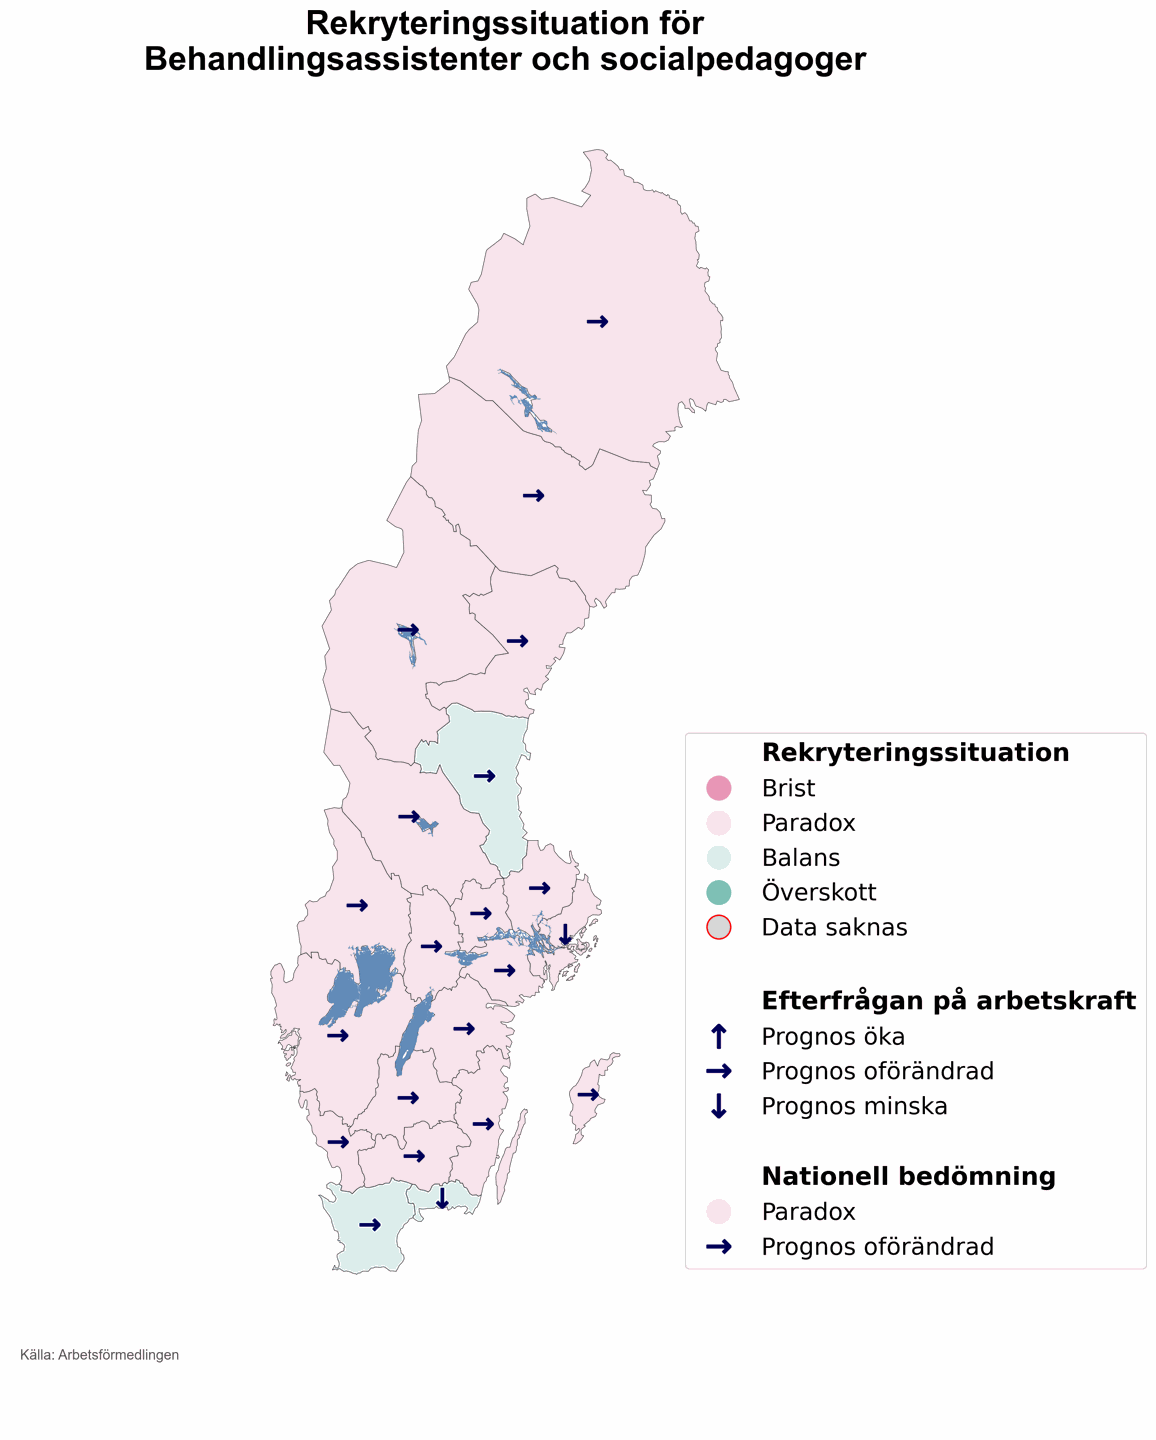 Rekryteringssituation för
Behandlingsassistenter och socialpedagoger
Rekryteringssituation
Brist
Paradox
Balans
Överskott
Data saknas
Efterfrågan på arbetskraft
Prognos öka
Prognos oförändrad
Prognos minska
Nationell bedömning
Paradox
Prognos oförändrad
Källa: Arbetsförmedlingen